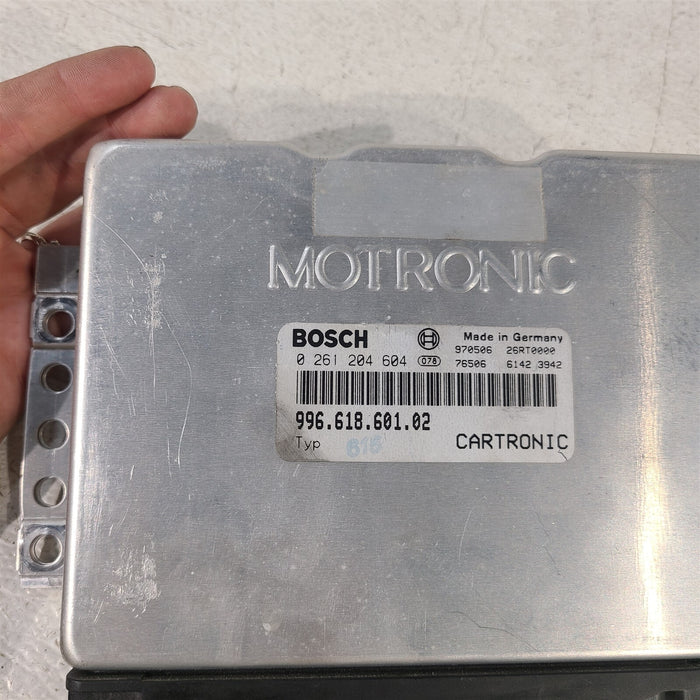 MOTRONIC
BOSCH Made in Germany
0 261 204 604 078 970506 26RT0000
76506 6142 3942
996.618.601.02
Typ 616 CARTRONIC